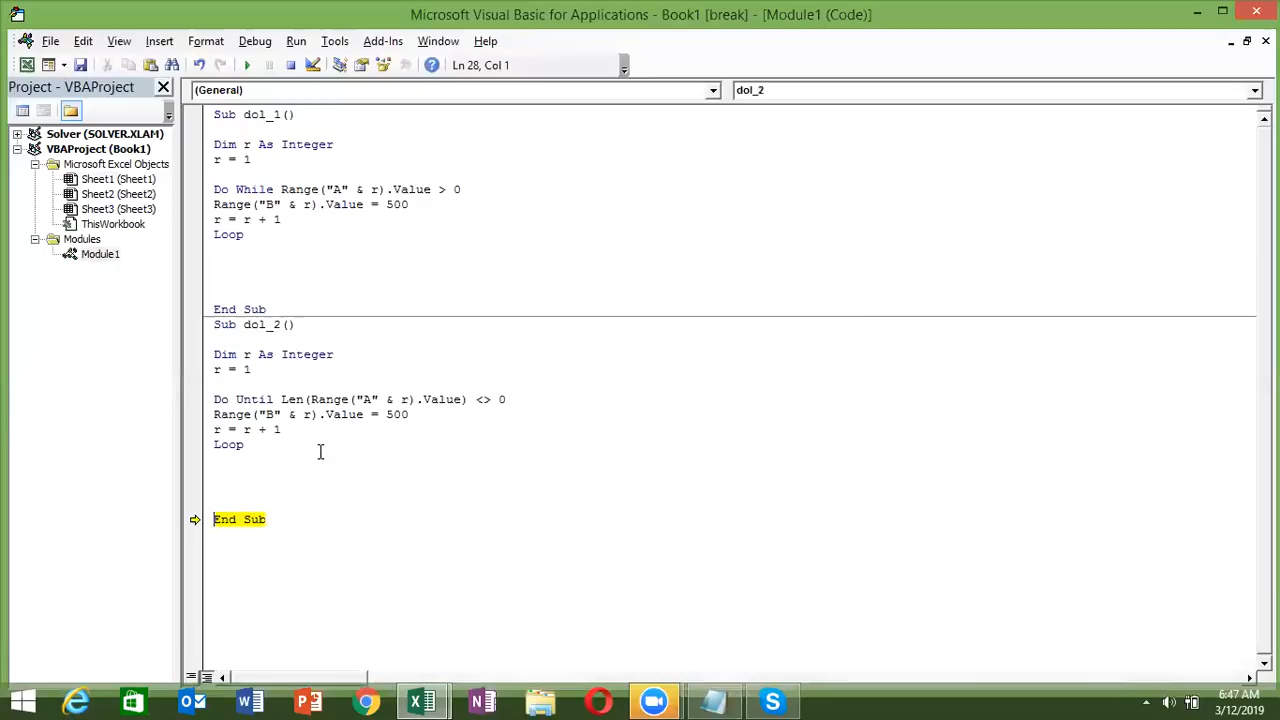 Microsoft Visual Basic for Applications - Book1 [break] - [Module1 (Code)]
File Edit View Insert Format Debug Run Tools Add-Ins Window Help
Ln 28, Col 1
Project - VBAProject
(General)
dol_2
Solver (SOLVER.XLAM)
VBAProject (Book1)
Microsoft Excel Objects
Sheet1 (Sheet1)
Sheet2 (Sheet2)
Sheet3 (Sheet3)
ThisWorkbook
Modules
Module1
Sub dol_1()
Dim r As Integer
r = 1
Do While Range("A" & r).Value > 0
Range("B" & r).Value = 500
r = r + 1
Loop
End Sub
Sub dol_2()
Dim r As Integer
r = 1
Do Until Len(Range("A" & r).Value) <> 0
Range("B" & r).Value = 500
r = r + 1
Loop
End Sub
6:47 AM
3/12/2019